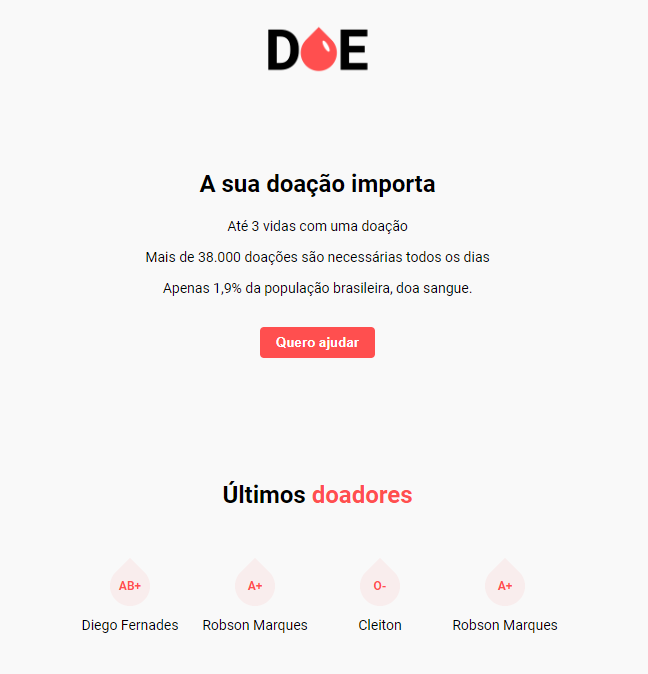 DOE
A sua doação importa
Até 3 vidas com uma doação
Mais de 38.000 doações são necessárias todos os dias
Apenas 1,9% da população brasileira, doa sangue.
Quero ajudar
Últimos doadores
AB+ A+ O- A+
Diego Fernades Robson Marques Cleiton Robson Marques